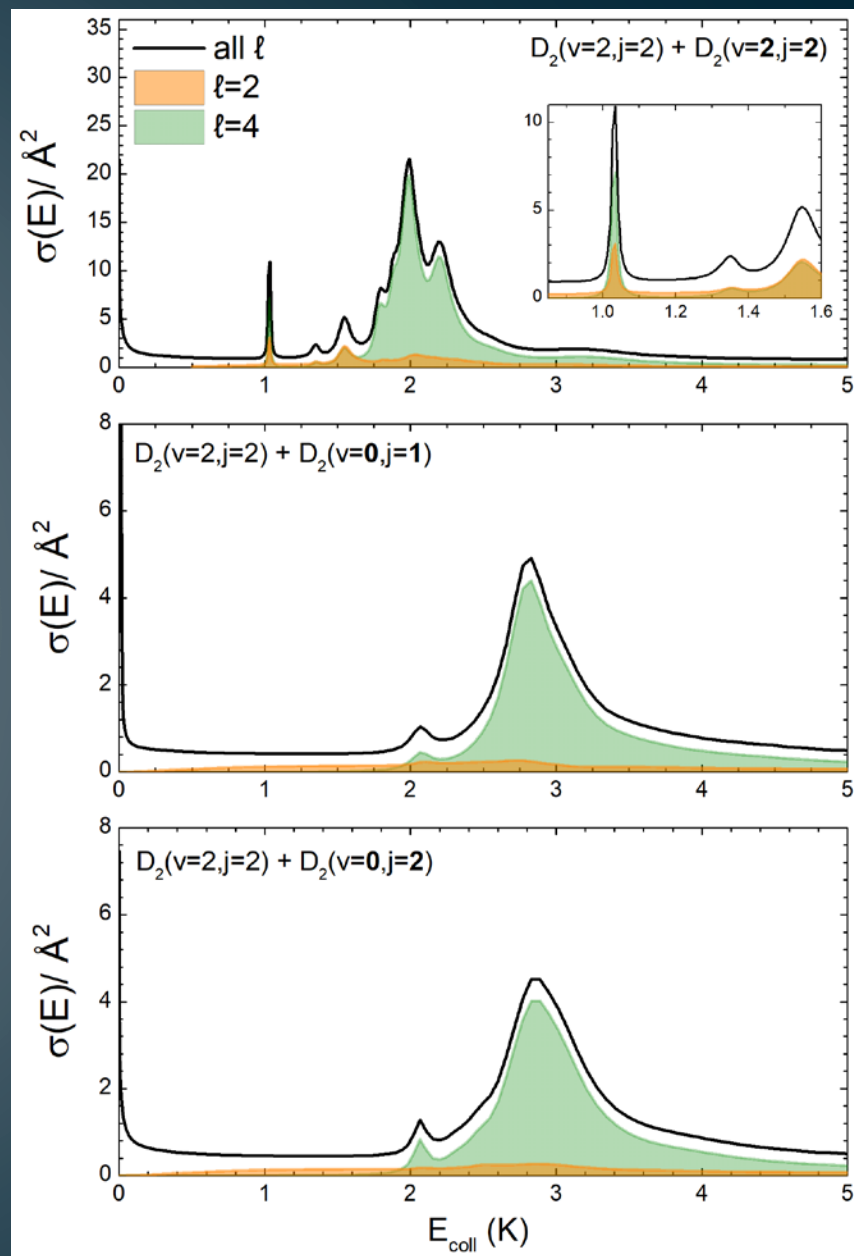 all ℓ
ℓ=2
ℓ=4
D₂(v=2,j=2) + D₂(v=2,j=2)
35
30
25
20
15
10
5
0
σ(E)/ Å²
10
5
0
1.0 1.2 1.4 1.6
0 1 2 3 4 5
D₂(v=2,j=2) + D₂(v=0,j=1)
8
6
4
2
0
σ(E)/ Å²
0 1 2 3 4 5
D₂(v=2,j=2) + D₂(v=0,j=2)
8
6
4
2
0
σ(E)/ Å²
0 1 2 3 4 5
E_coll (K)